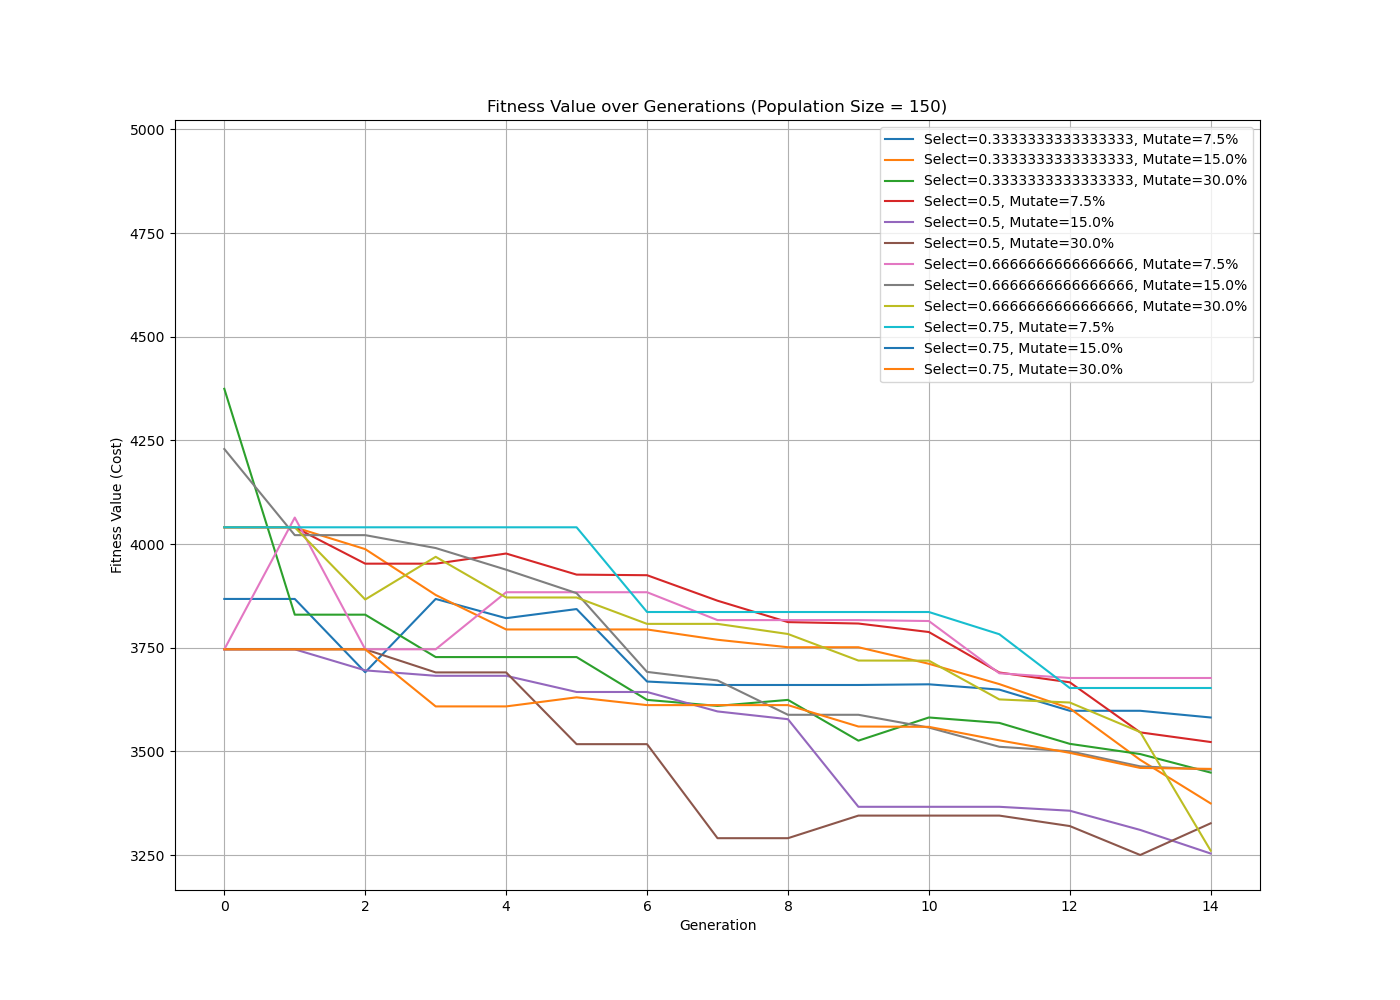 Fitness Value over Generations (Population Size = 150)
5000
4750
4500
4250
4000
3750
3500
3250
Fitness Value (Cost)
Select=0.3333333333333333, Mutate=7.5%
Select=0.3333333333333333, Mutate=15.0%
Select=0.3333333333333333, Mutate=30.0%
Select=0.5, Mutate=7.5%
Select=0.5, Mutate=15.0%
Select=0.5, Mutate=30.0%
Select=0.6666666666666666, Mutate=7.5%
Select=0.6666666666666666, Mutate=15.0%
Select=0.6666666666666666, Mutate=30.0%
Select=0.75, Mutate=7.5%
Select=0.75, Mutate=15.0%
Select=0.75, Mutate=30.0%
0 2 4 6 8 10 12 14
Generation